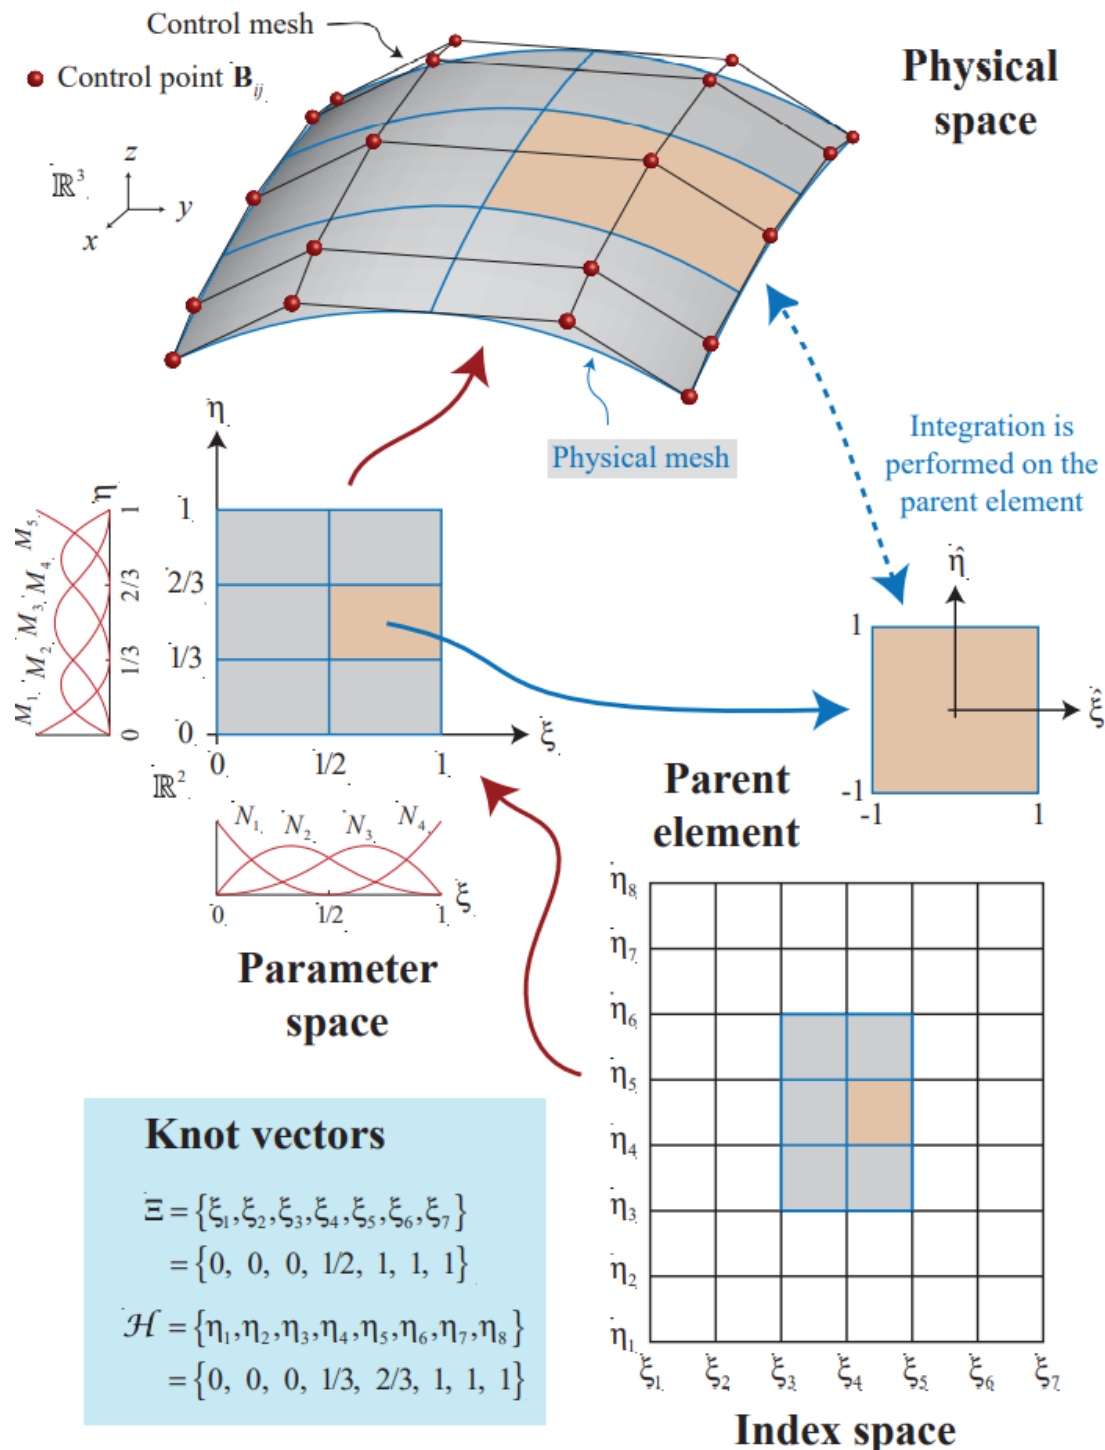 Control mesh
Control point B_ij
Physical
space
ℝ³
z
y
x
η
Physical mesh
Integration is
performed on the
parent element
1
2/3
1/3
0
0 1/2 1
ξ
ℝ²
η
M₁ M₂ M₃ M₄ M₅
0 1/3 2/3 1
N₁ N₂ N₃ N₄
0 1/2 1
ξ
Parameter
space
η̂
1
ξ̂
-1
-1 1
Parent
element
η₈
η₇
η₆
η₅
η₄
η₃
η₂
η₁
ξ₁ ξ₂ ξ₃ ξ₄ ξ₅ ξ₆ ξ₇
Index space
Knot vectors
Ξ = {ξ₁,ξ₂,ξ₃,ξ₄,ξ₅,ξ₆,ξ₇}
= {0, 0, 0, 1/2, 1, 1, 1}
ℋ = {η₁,η₂,η₃,η₄,η₅,η₆,η₇,η₈}
= {0, 0, 0, 1/3, 2/3, 1, 1, 1}